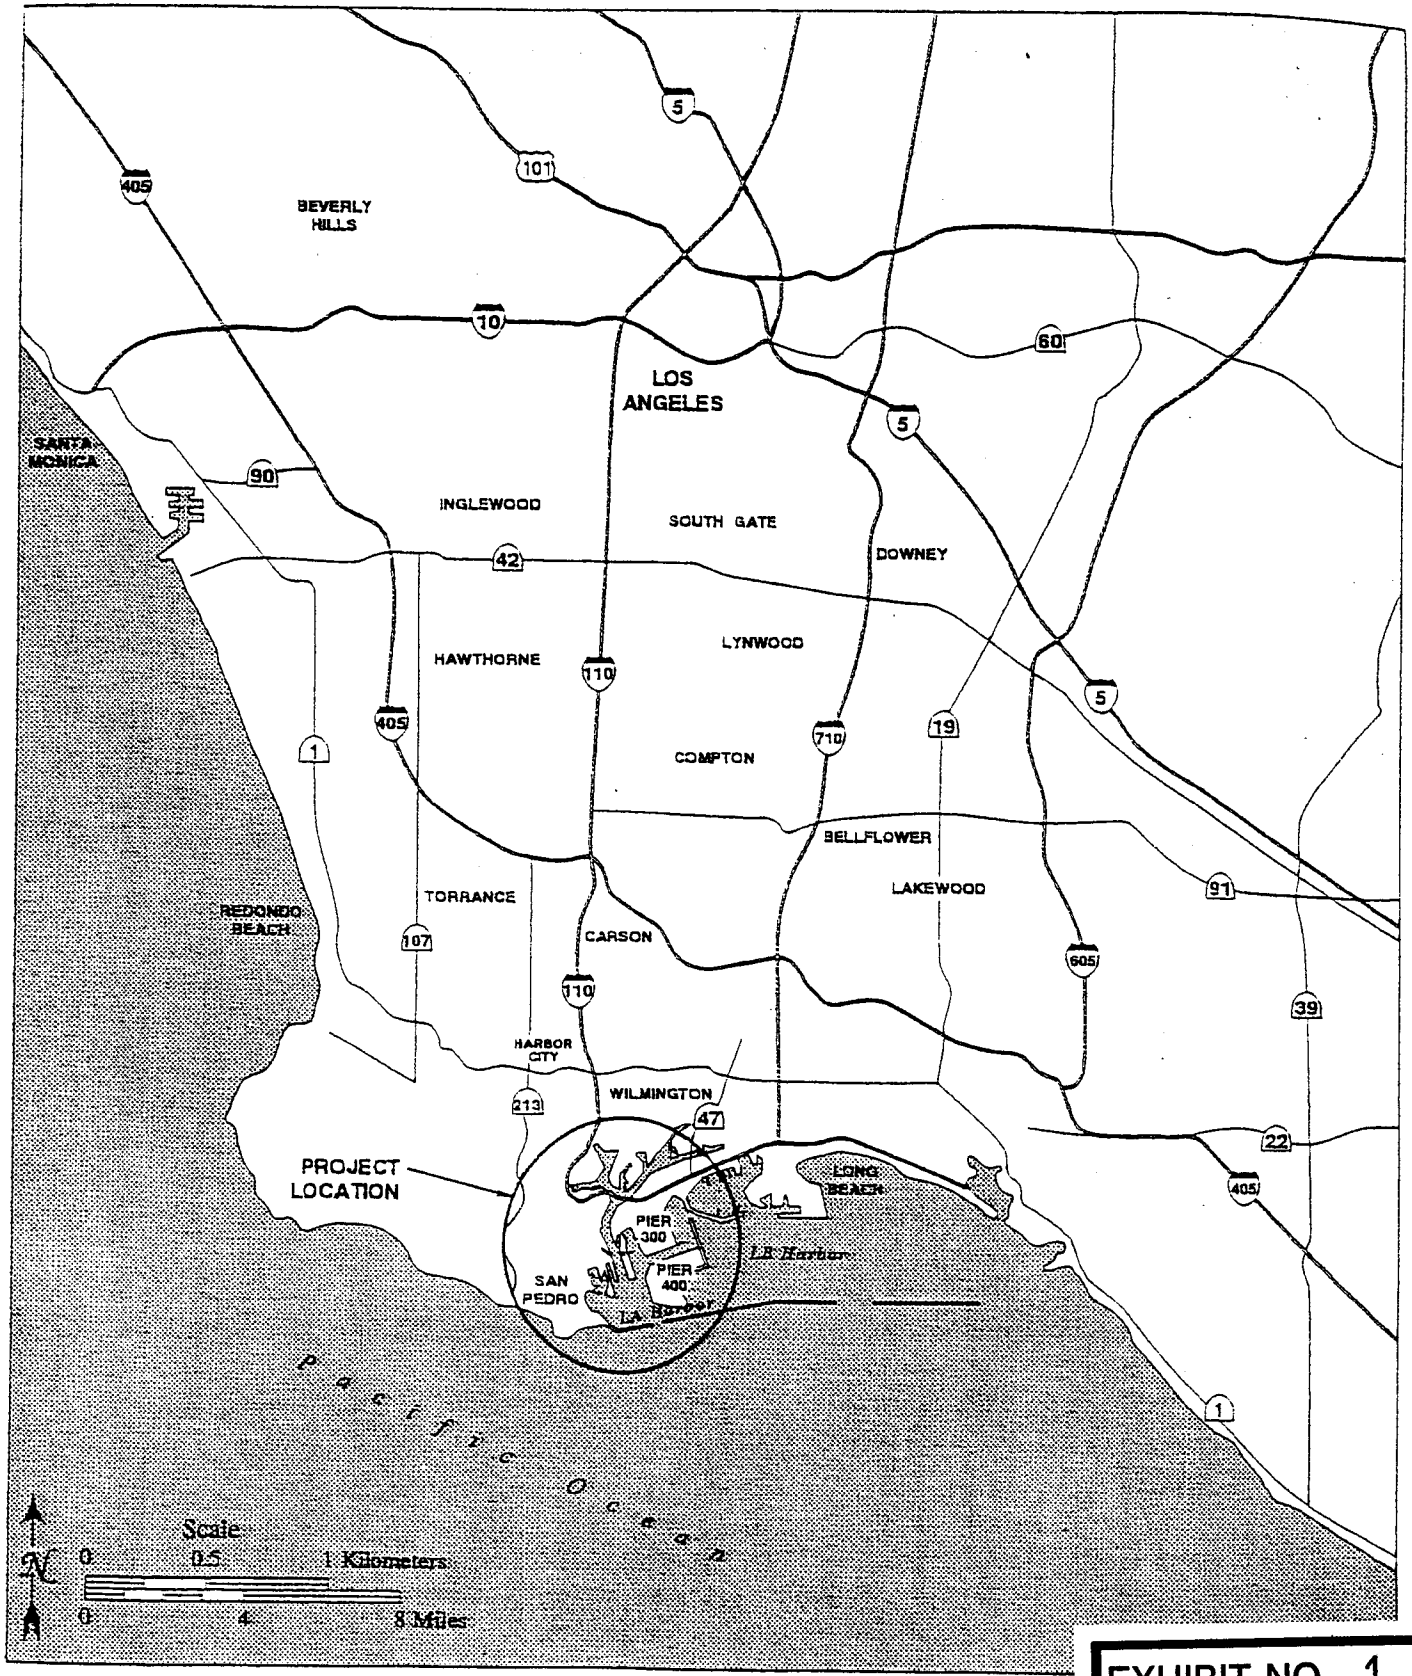 5
101
405
BEVERLY
HILLS
10
60
LOS
ANGELES
5
SANTA
MONICA
90
INGLEWOOD
SOUTH GATE
42
DOWNEY
LYNWOOD
HAWTHORNE
110
5
405
19
710
1
COMPTON
BELLFLOWER
LAKEWOOD
91
TORRANCE
REDONDO
BEACH
107
CARSON
605
110
39
HARBOR
CITY
WILMINGTON
213
47
22
PROJECT
LOCATION
LONG
BEACH
405
PIER
300
LB Harbor
PIER
400
SAN
PEDRO
LA Harbor
Pacific Ocean
1
Scale
0 0.5 1 Kilometers
N
0 4 8 Miles
EXHIBIT NO. 1